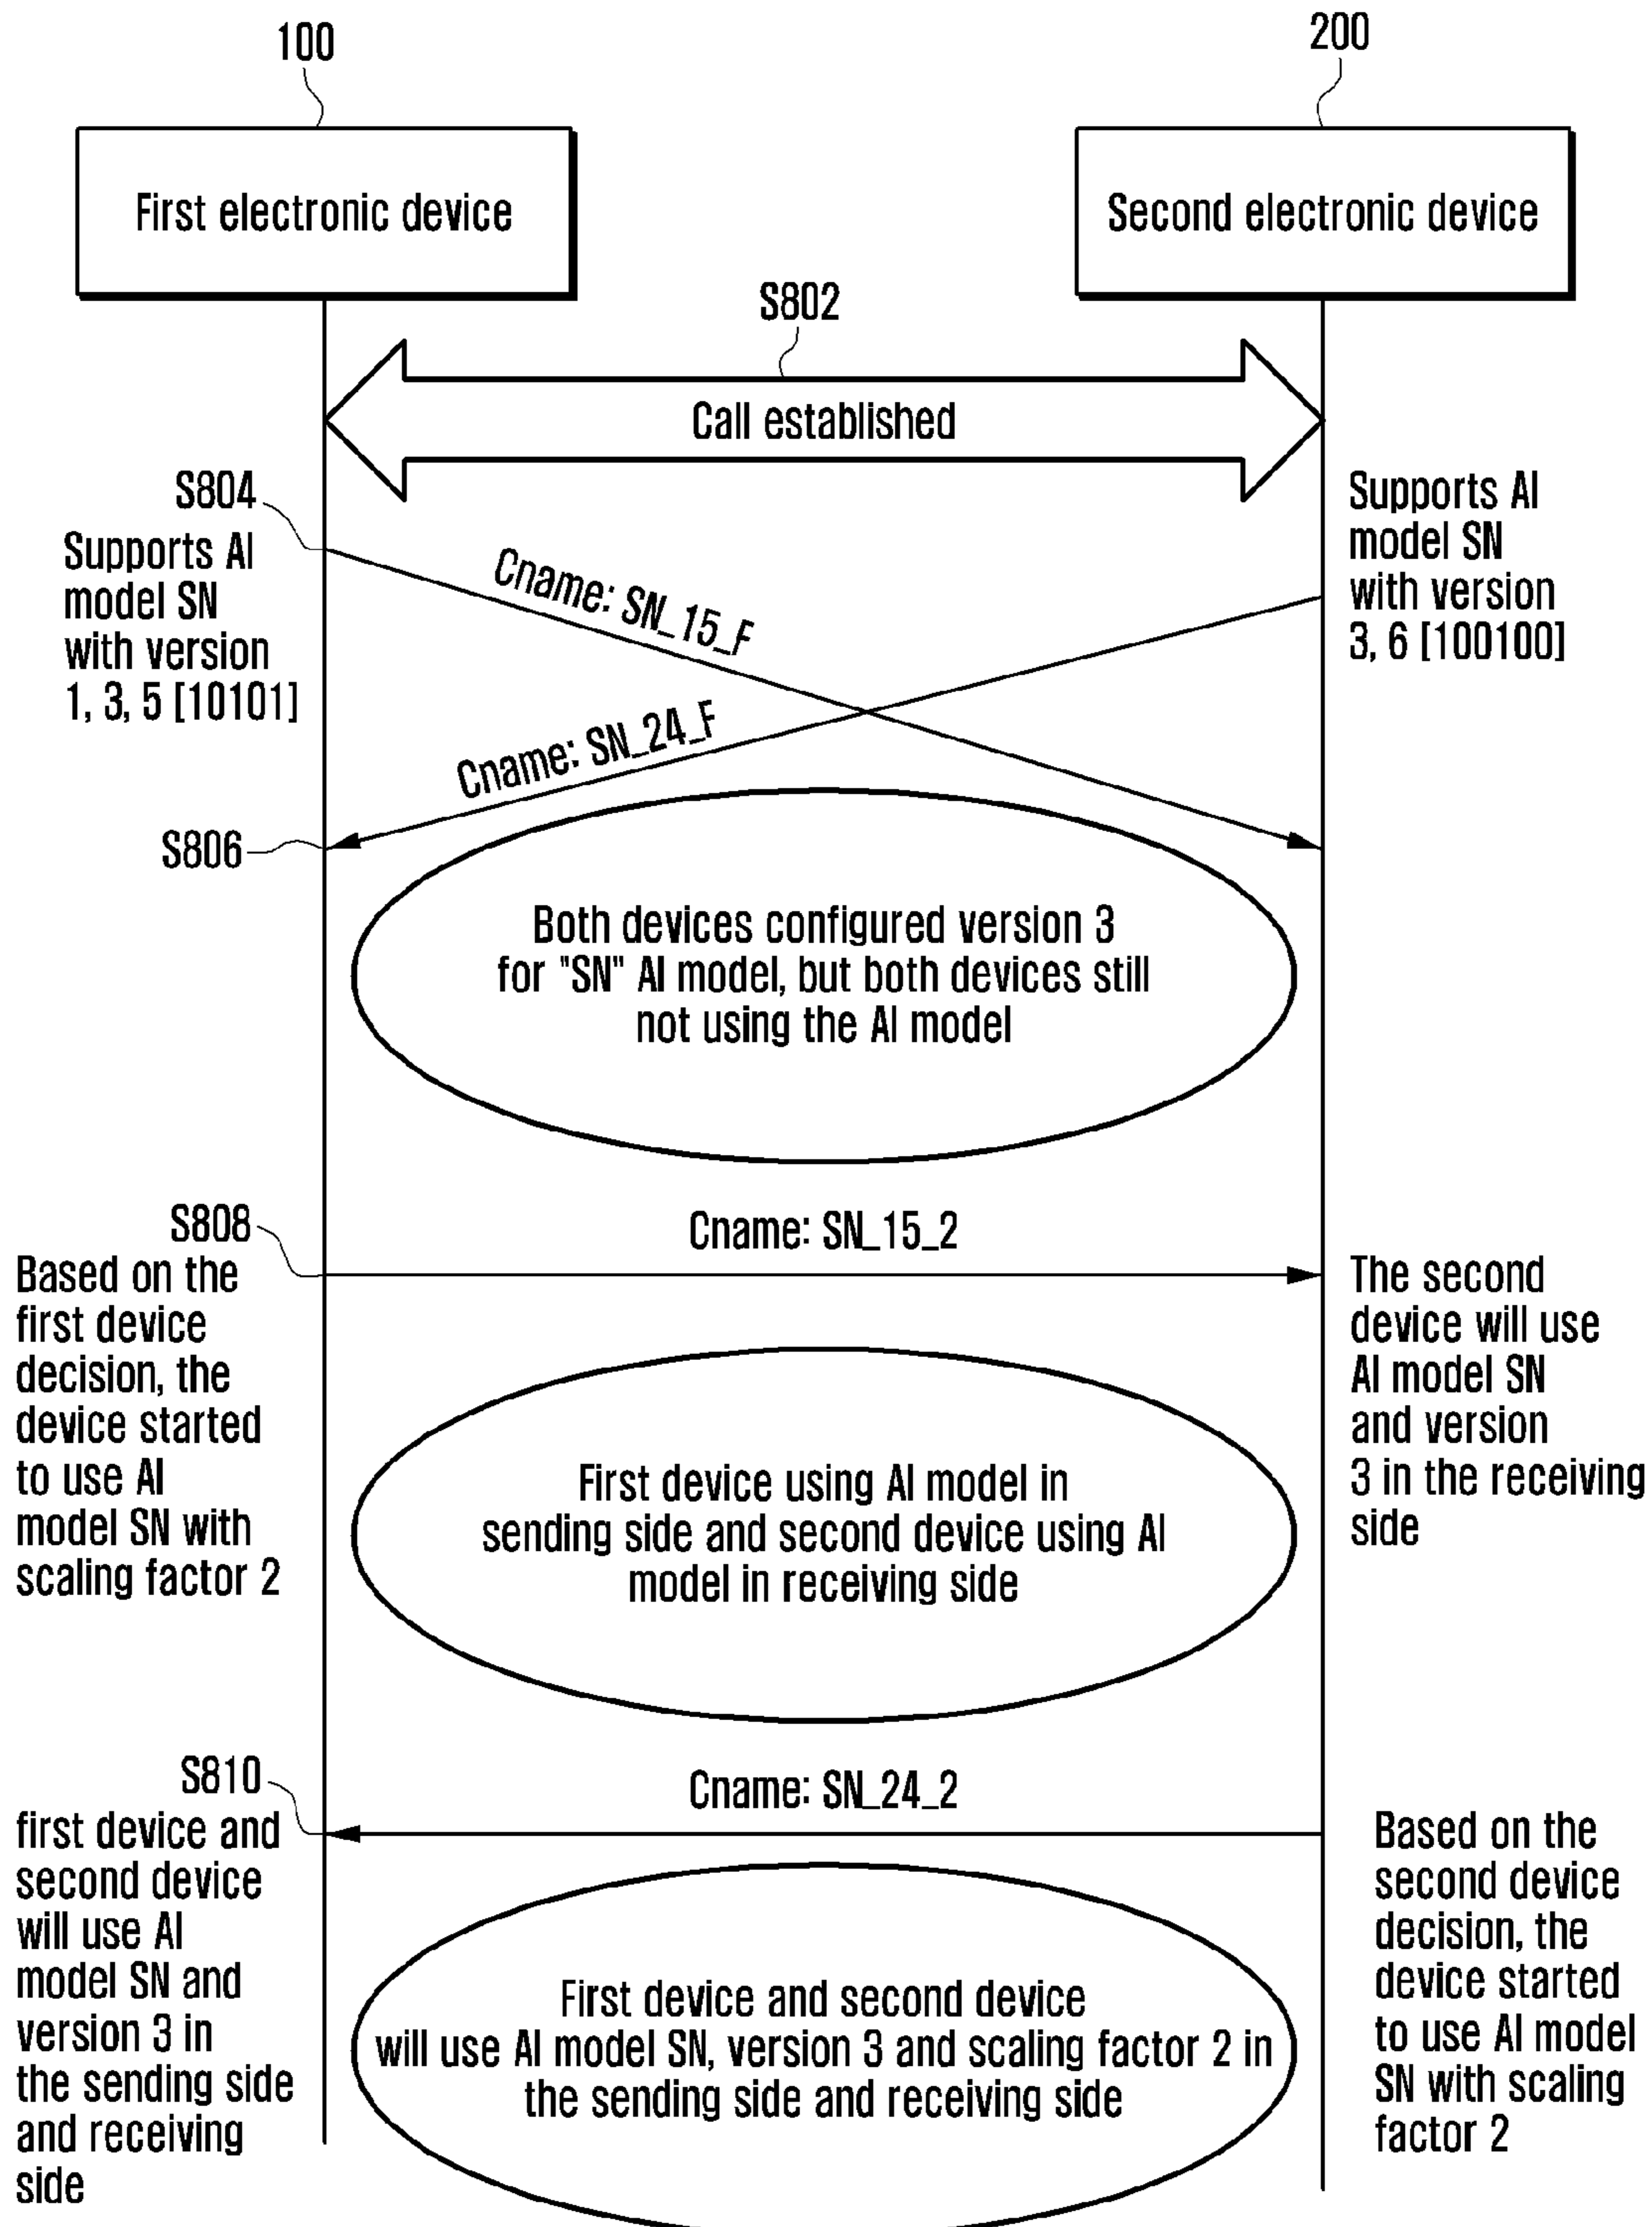 100
200
First electronic device
Second electronic device
S802
Call established
S804
Supports AI
model SN
with version
1, 3, 5 [10101]
Supports AI
model SN
with version
3, 6 [100100]
Cname: SN_15_F
Cname: SN_24_F
S806
Both devices configured version 3
for "SN" AI model, but both devices still
not using the AI model
S808
Cname: SN_15_2
Based on the
first device
decision, the
device started
to use AI
model SN with
scaling factor 2
The second
device will use
AI model SN
and version
3 in the receiving
side
First device using AI model in
sending side and second device using AI
model in receiving side
S810
Cname: SN_24_2
first device and
second device
will use AI
model SN and
version 3 in
the sending side
and receiving
side
Based on the
second device
decision, the
device started
to use AI model
SN with scaling
factor 2
First device and second device
will use AI model SN, version 3 and scaling factor 2 in
the sending side and receiving side